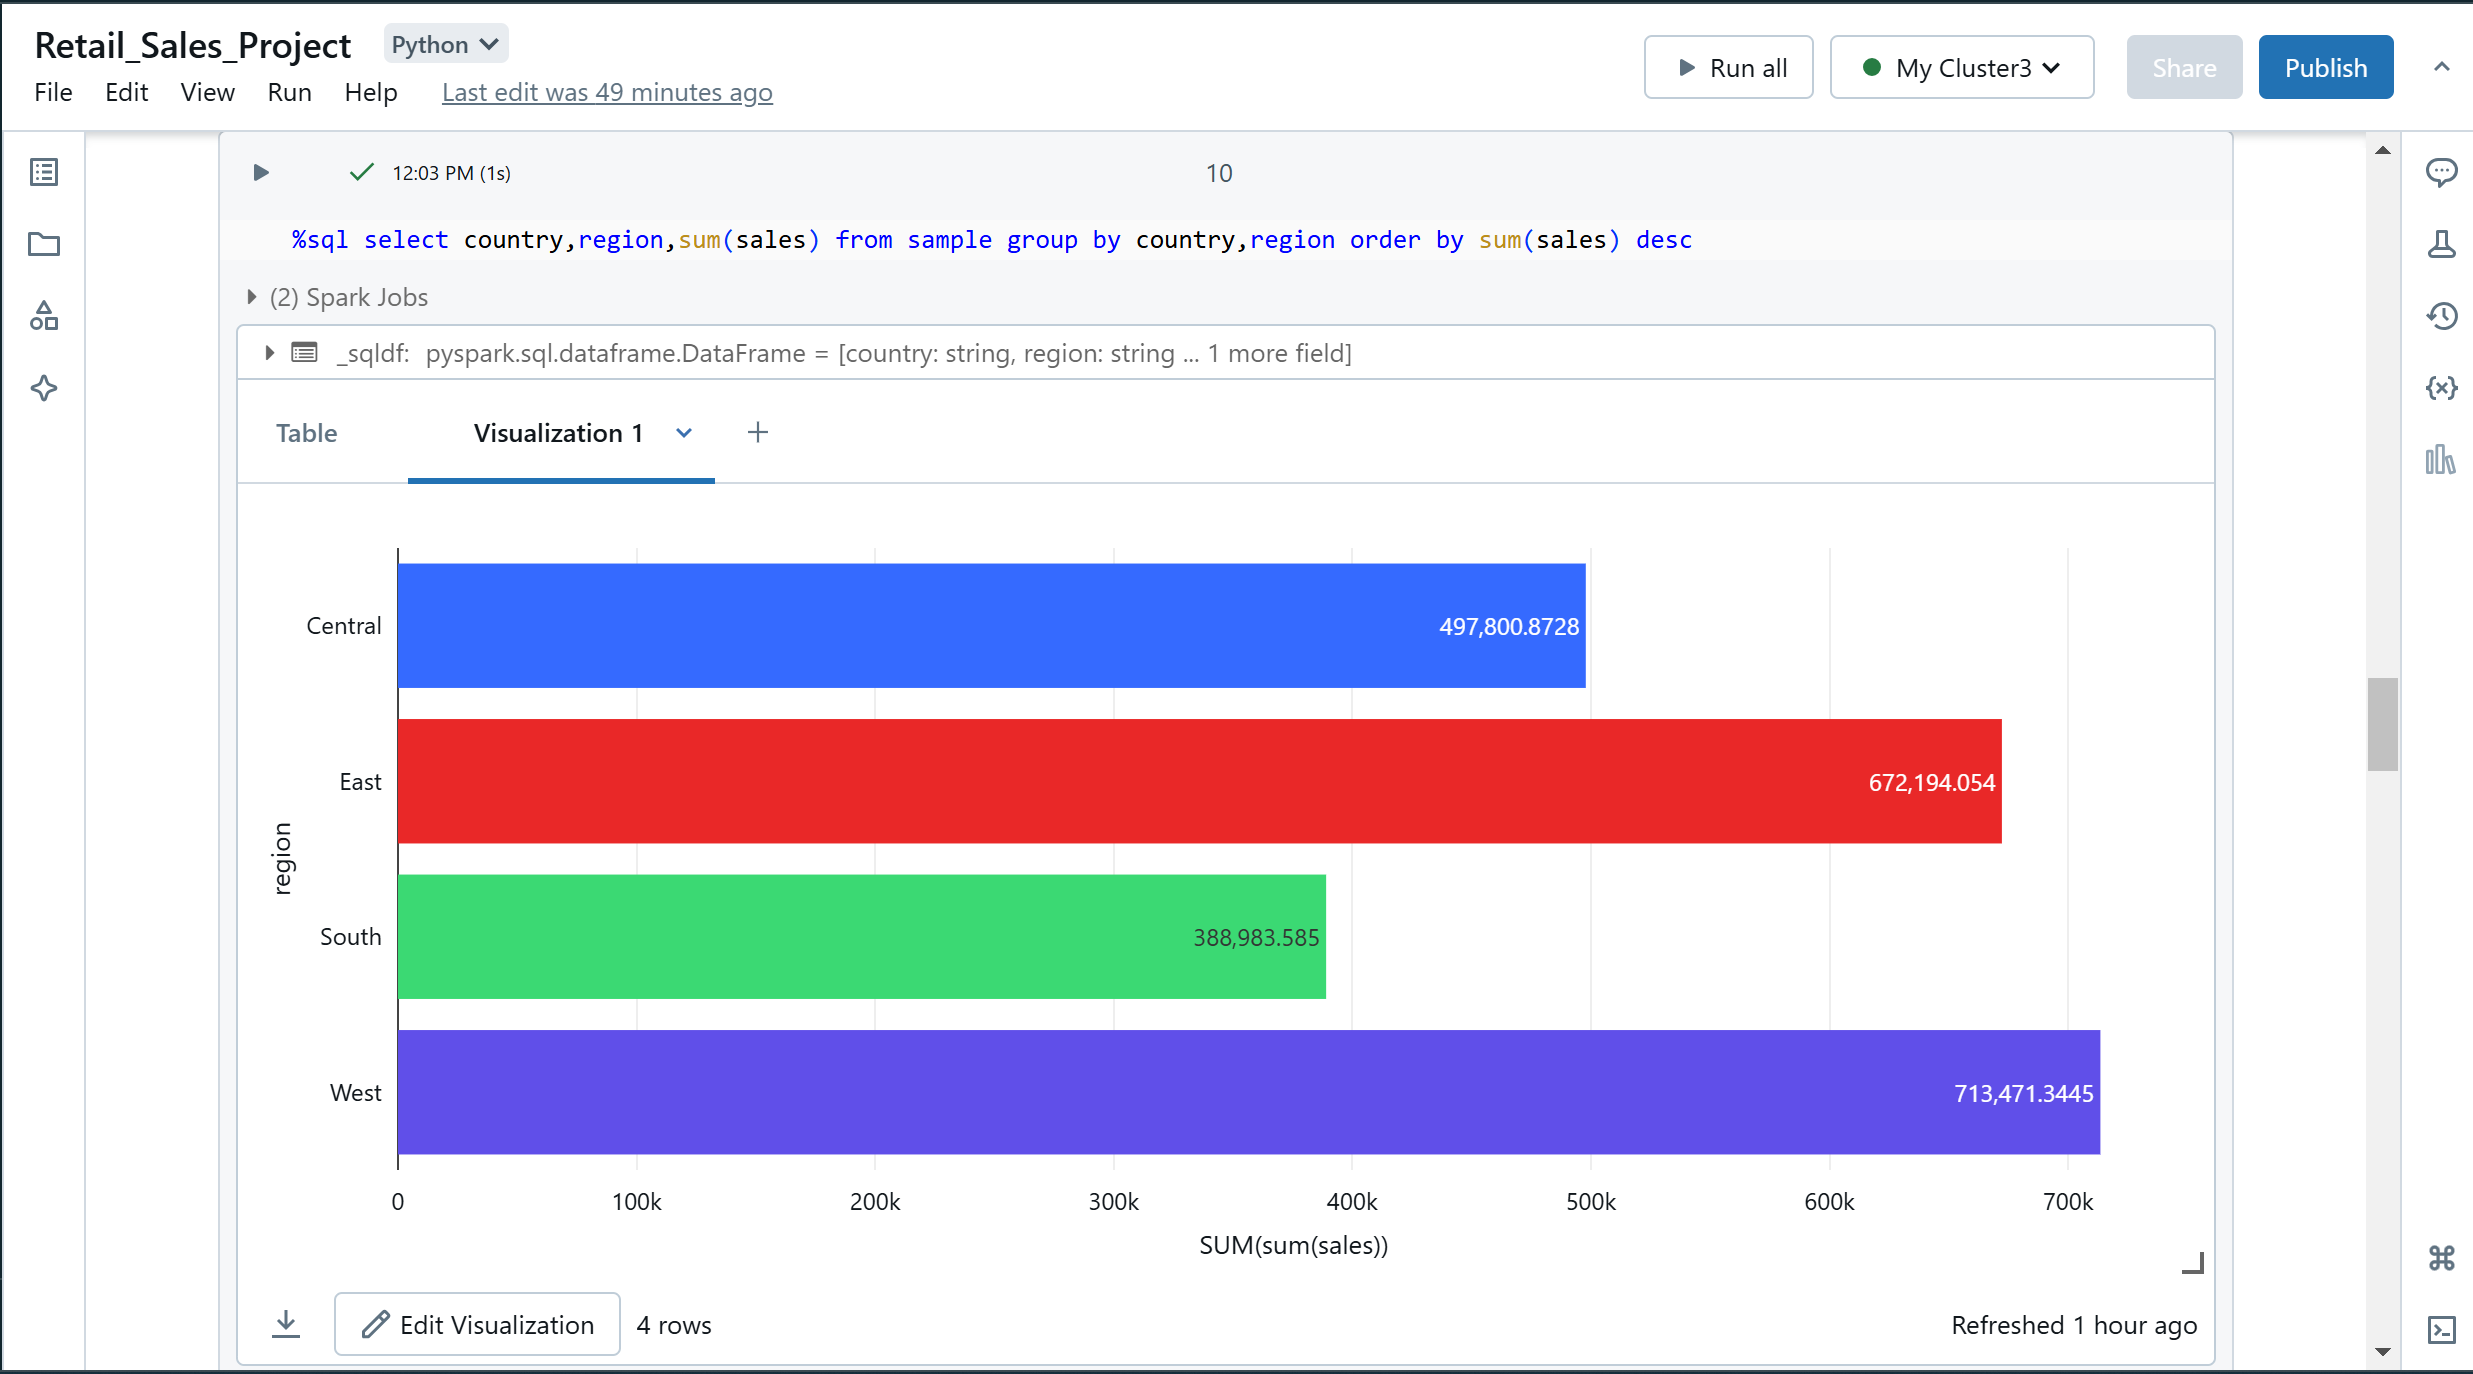 Retail_Sales_Project Python
Run all My Cluster3 Share Publish
File Edit View Run Help Last edit was 49 minutes ago
12:03 PM (1s) 10
%sql select country,region,sum(sales) from sample group by country,region order by sum(sales) desc
(2) Spark Jobs
_sqldf: pyspark.sql.dataframe.DataFrame = [country: string, region: string ... 1 more field]
Table Visualization 1
Central 497,800.8728
East 672,194.054
region
South 388,983.585
West 713,471.3445
0 100k 200k 300k 400k 500k 600k 700k
SUM(sum(sales))
Edit Visualization 4 rows Refreshed 1 hour ago